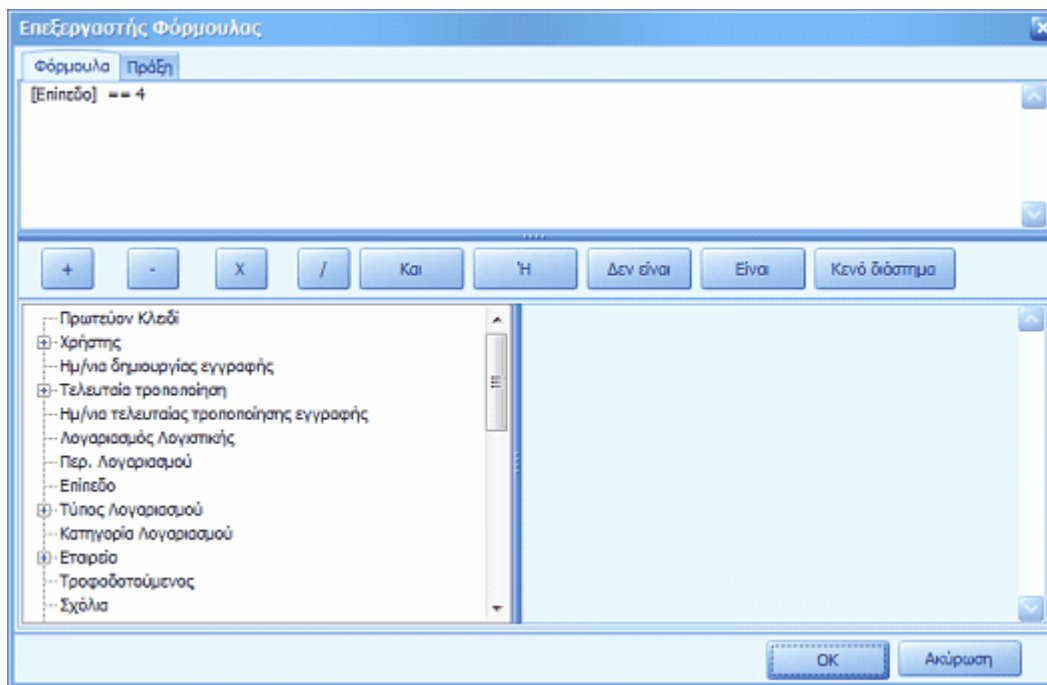 Επεξεργαστής Φόρμουλας
Φόρμουλα Πράξη
[Επίπεδο] == 4
+ - X / Και Ή Δεν είναι Είναι Κενό διάστημα
Πρωτεύον Κλειδί
Χρήστης
Ημ/νια δημιουργίας εγγραφής
Τελευταία τροποποίηση
Ημ/νια τελευταίας τροποποίησης εγγραφής
Λογαριασμός Λογιστικής
Περ. Λογαριασμού
Επίπεδο
Τύπος Λογαριασμού
Κατηγορία Λογαριασμού
Εταιρεία
Τροφοδοτούμενος
Σχόλια
OK Ακύρωση